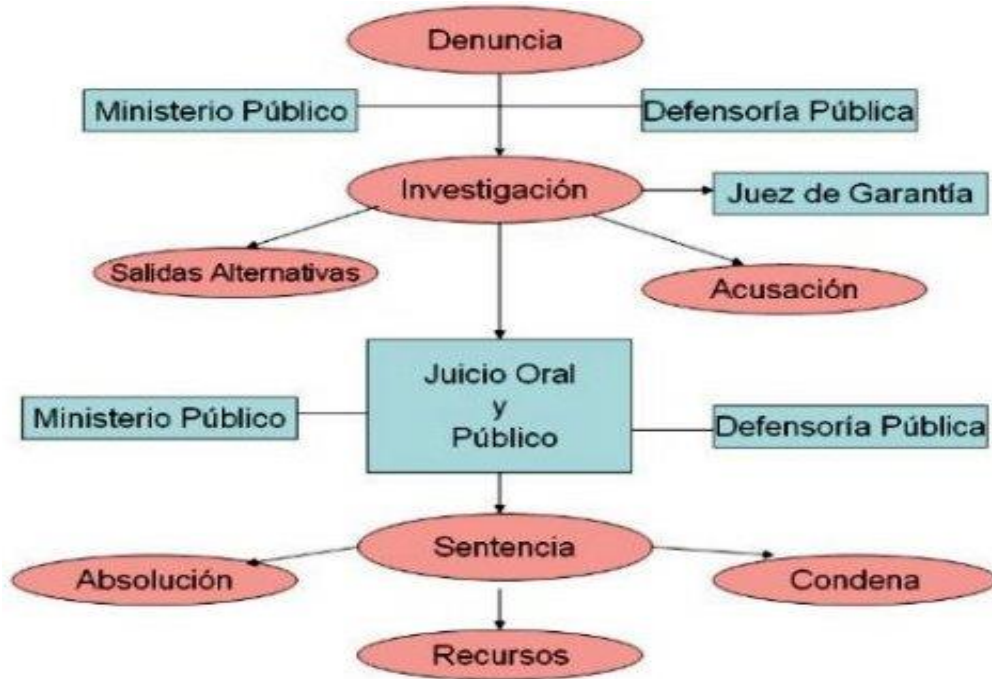 Denuncia
Ministerio Público
Defensoría Pública
Investigación
Juez de Garantía
Salidas Alternativas
Acusación
Juicio Oral
y
Público
Ministerio Público
Defensoría Pública
Sentencia
Absolución
Condena
Recursos